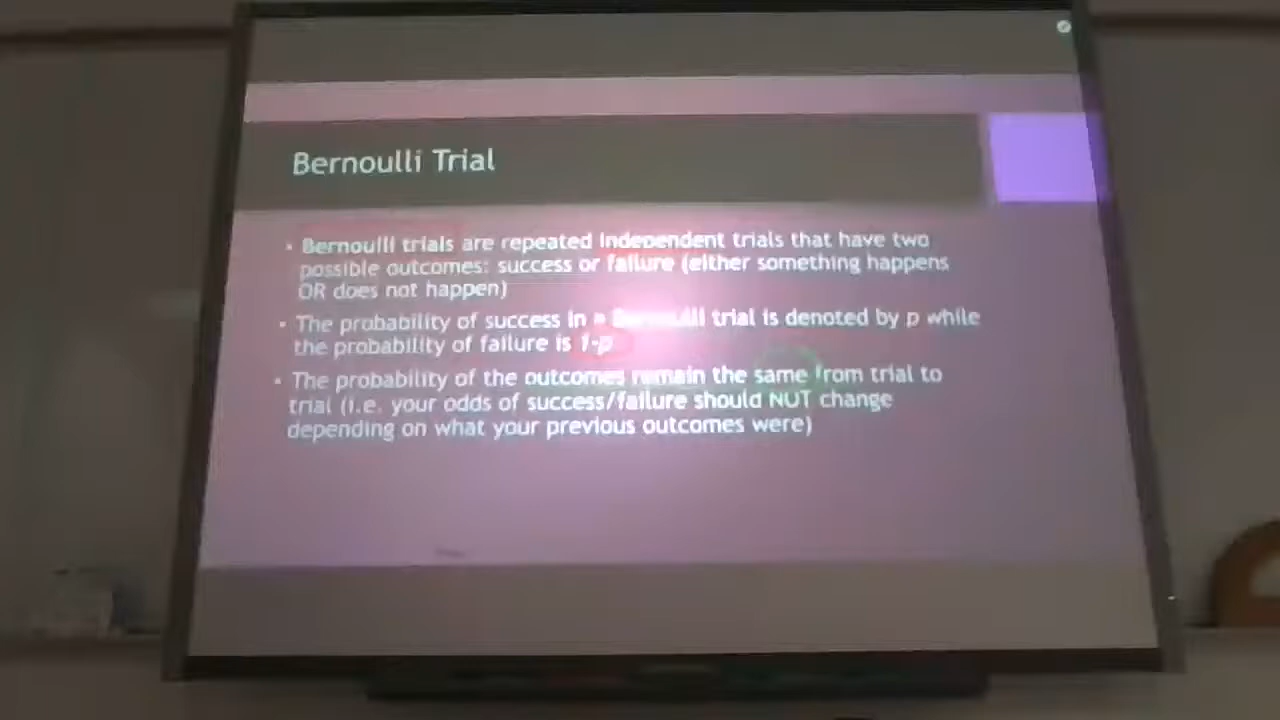 Bernoulli Trial
• Bernoulli trials are repeated independent trials that have two
possible outcomes: success or failure (either something happens
OR does not happen)
• The probability of success in a Bernoulli trial is denoted by p while
the probability of failure is 1-p
• The probability of the outcomes remain the same from trial to
trial (i.e. your odds of success/failure should NOT change
depending on what your previous outcomes were)